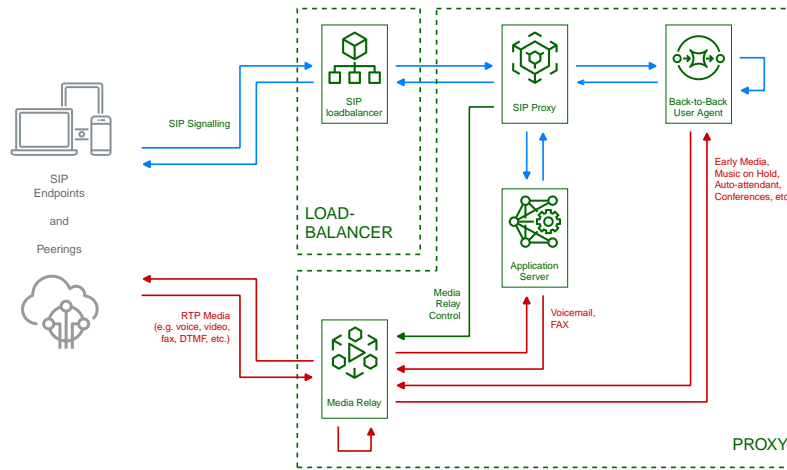 SIP
loadbalancer
SIP Proxy
Back-to-Back
User Agent
SIP Signalling
SIP
Endpoints
and
Peerings
Early Media,
Music on Hold,
Auto-attendant,
Conferences, etc
LOAD-
BALANCER
Application
Server
Media
Relay
Control
RTP Media
(e.g. voice, video,
fax, DTMF, etc.)
Voicemail,
FAX
Media Relay
PROXY